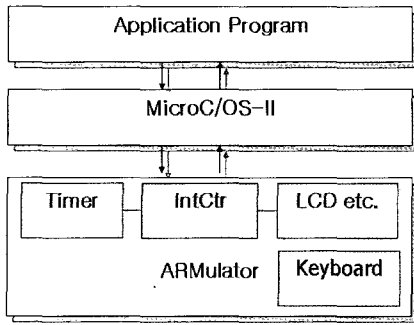 Application Program
MicroC/OS-II
Timer IntCtr LCD etc.
ARMulator Keyboard